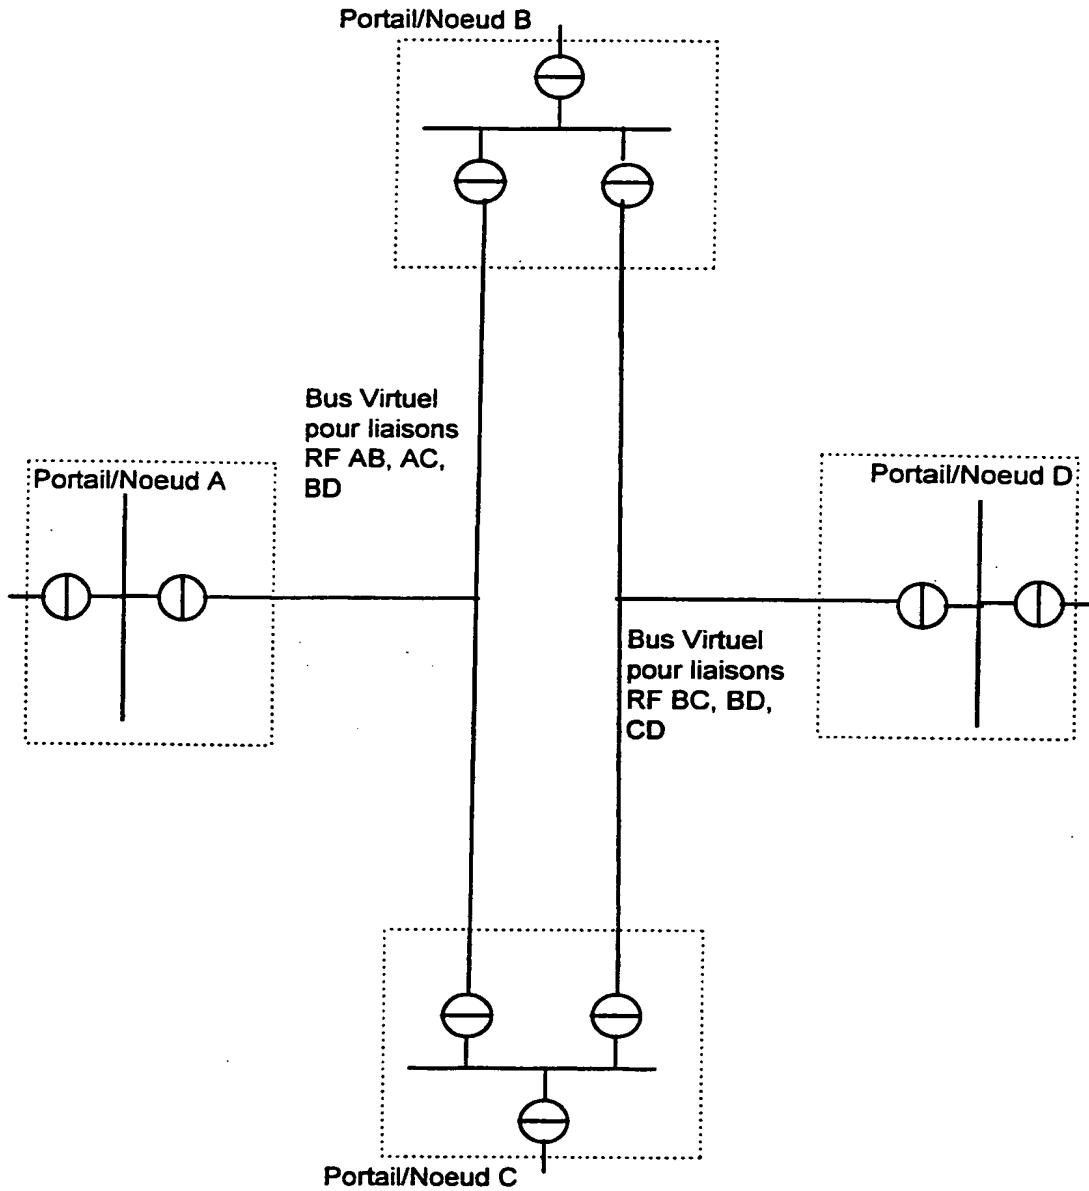 Portail/Noeud B
Bus Virtuel
pour liaisons
RF AB, AC,
BD
Portail/Noeud A
Portail/Noeud D
Bus Virtuel
pour liaisons
RF BC, BD,
CD
Portail/Noeud C